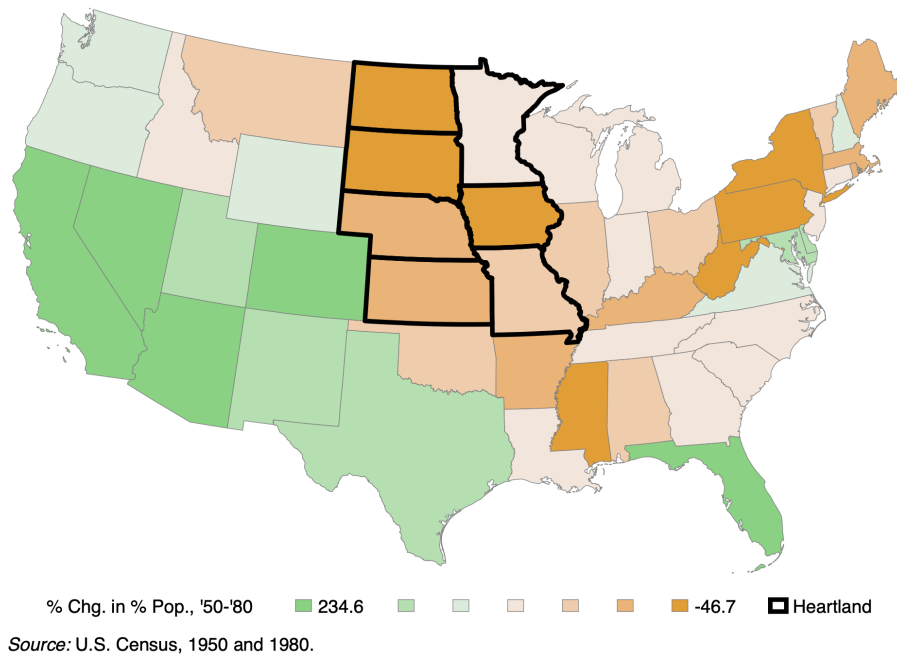 % Chg. in % Pop., '50-'80 234.6 -46.7 Heartland
Source: U.S. Census, 1950 and 1980.